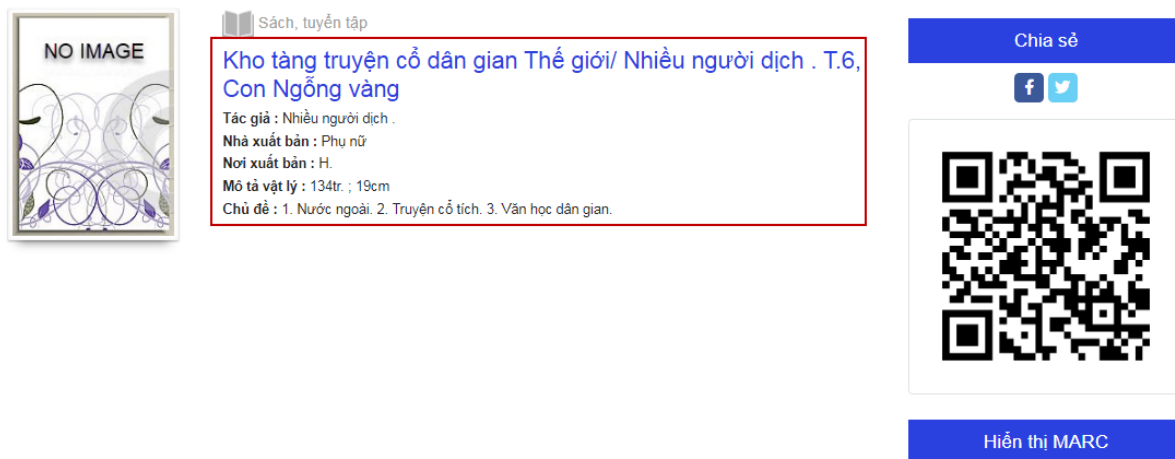 NO IMAGE
Sách, tuyển tập
Kho tàng truyện cổ dân gian Thế giới/ Nhiều người dịch . T.6,
Con Ngỗng vàng
Tác giả : Nhiều người dịch .
Nhà xuất bản : Phụ nữ
Nơi xuất bản : H.
Mô tả vật lý : 134tr. ; 19cm
Chủ đề : 1. Nước ngoài. 2. Truyện cổ tích. 3. Văn học dân gian.
Chia sẻ
Hiển thị MARC